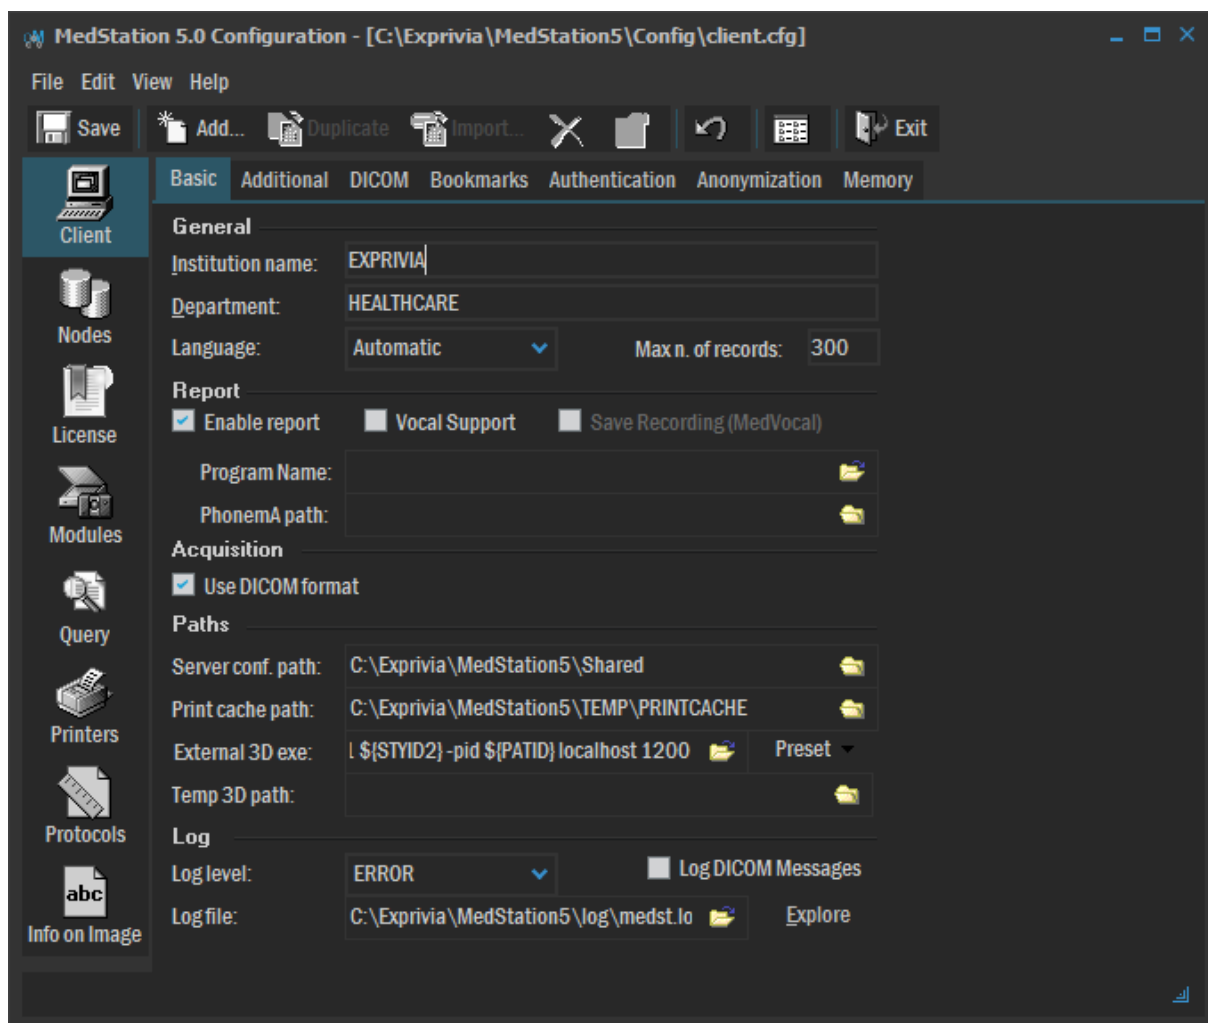 MedStation 5.0 Configuration - [C:\Exprivia\MedStation5\Config\client.cfg]
File Edit View Help
Save Add... Duplicate Import... Exit
Basic Additional DICOM Bookmarks Authentication Anonymization Memory
Client
Nodes
License
Modules
Query
Printers
Protocols
abc
Info on Image
General
Institution name: EXPRIVIA
Department: HEALTHCARE
Language: Automatic Max n. of records: 300
Report
Enable report Vocal Support Save Recording (MedVocal)
Program Name:
PhonemA path:
Acquisition
Use DICOM format
Paths
Server conf. path: C:\Exprivia\MedStation5\Shared
Print cache path: C:\Exprivia\MedStation5\TEMP\PRINTCACHE
External 3D exe: ${STYID2} -pid ${PATID} localhost 1200 Preset
Temp 3D path:
Log
Log level: ERROR Log DICOM Messages
Log file: C:\Exprivia\MedStation5\log\medst.lo Explore